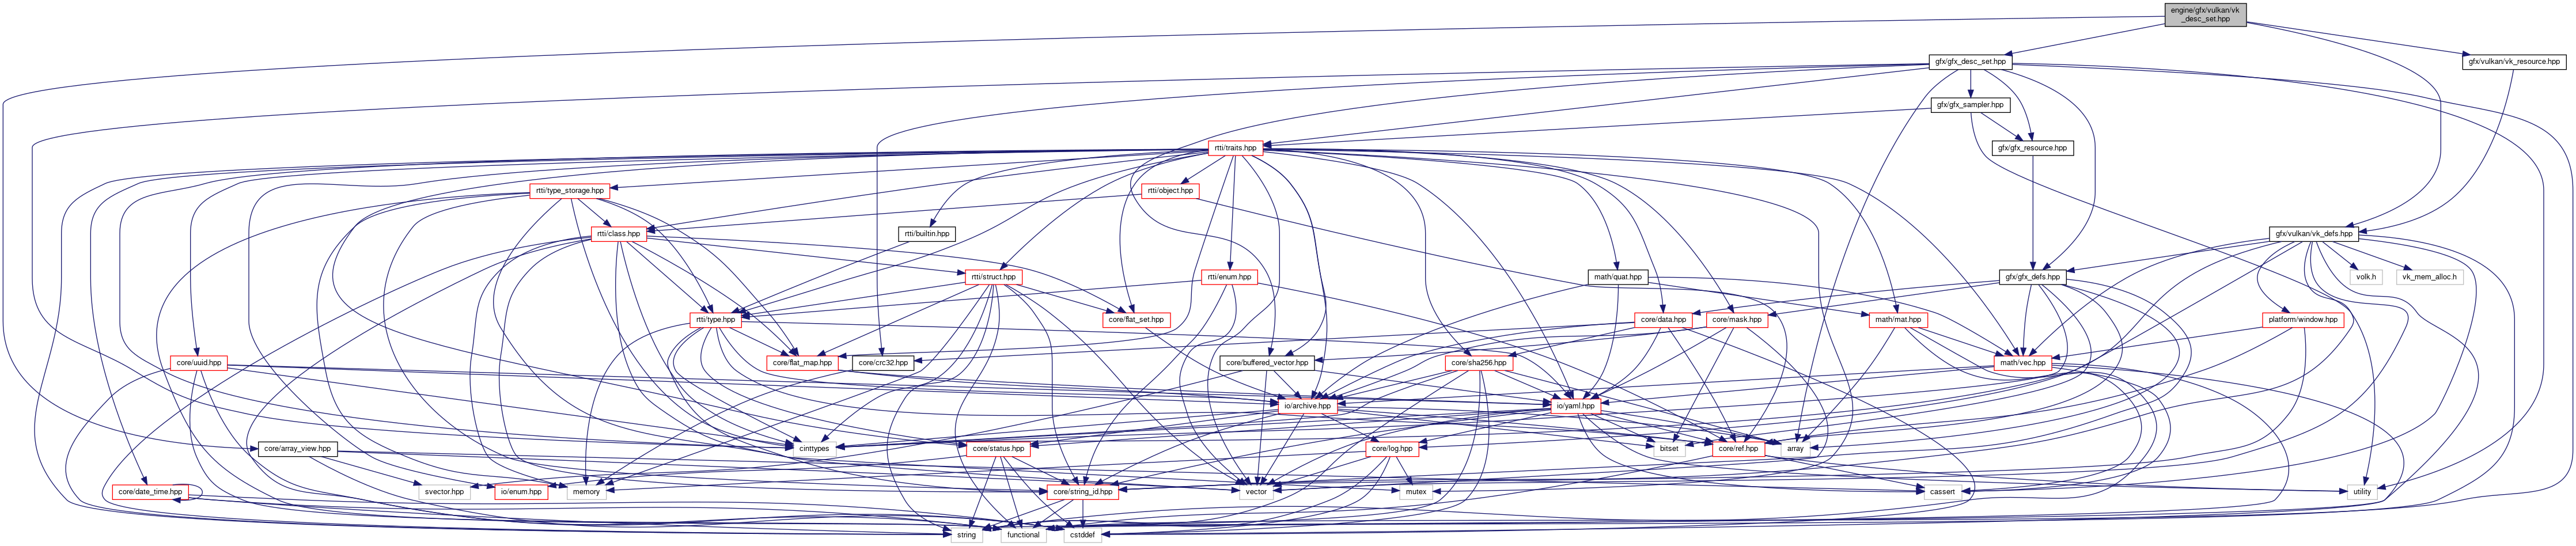 engine/gfx/vulkan/vk
_desc_set.hpp
gfx/gfx_desc_set.hpp
gfx/vulkan/vk_resource.hpp
gfx/gfx_sampler.hpp
rtti/traits.hpp
gfx/gfx_resource.hpp
rtti/type_storage.hpp
rtti/object.hpp
rtti/class.hpp
rtti/builtin.hpp
gfx/vulkan/vk_defs.hpp
rtti/struct.hpp
rtti/enum.hpp
math/quat.hpp
gfx/gfx_defs.hpp
volk.h
vk_mem_alloc.h
rtti/type.hpp
core/flat_set.hpp
core/data.hpp
core/mask.hpp
math/mat.hpp
platform/window.hpp
core/uuid.hpp
core/flat_map.hpp
core/crc32.hpp
core/buffered_vector.hpp
core/sha256.hpp
math/vec.hpp
io/archive.hpp
io/yaml.hpp
core/array_view.hpp
cinttypes
core/status.hpp
core/log.hpp
bitset
core/ref.hpp
array
core/date_time.hpp
svector.hpp
io/enum.hpp
memory
core/string_id.hpp
vector
mutex
cassert
utility
string
functional
cstddef